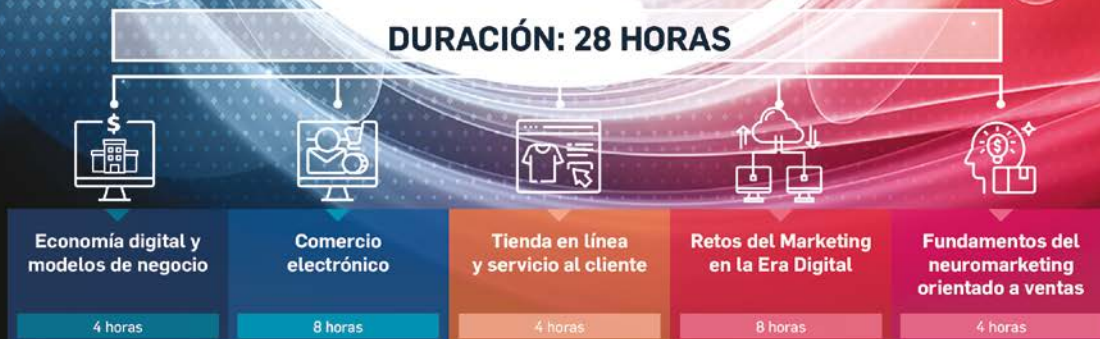 DURACIÓN: 28 HORAS
$
$
Economía digital y
modelos de negocio
4 horas
Comercio
electrónico
8 horas
Tienda en línea
y servicio al cliente
4 horas
Retos del Marketing
en la Era Digital
8 horas
Fundamentos del
neuromarketing
orientado a ventas
4 horas